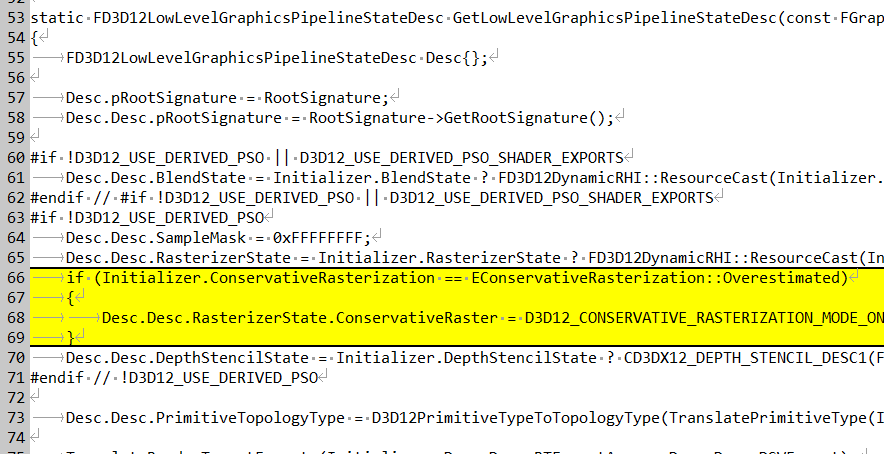 53 static FD3D12LowLevelGraphicsPipelineStateDesc GetLowLevelGraphicsPipelineStateDesc(const FGrap
54 {
55 FD3D12LowLevelGraphicsPipelineStateDesc Desc{};
56
57 Desc.pRootSignature = RootSignature;
58 Desc.Desc.pRootSignature = RootSignature->GetRootSignature();
59
60 #if !D3D12_USE_DERIVED_PSO || D3D12_USE_DERIVED_PSO_SHADER_EXPORTS
61 Desc.Desc.BlendState = Initializer.BlendState ? FD3D12DynamicRHI::ResourceCast(Initializer.
62 #endif // #if !D3D12_USE_DERIVED_PSO || D3D12_USE_DERIVED_PSO_SHADER_EXPORTS
63 #if !D3D12_USE_DERIVED_PSO
64 Desc.Desc.SampleMask = 0xFFFFFFFF;
65 Desc.Desc.RasterizerState = Initializer.RasterizerState ? FD3D12DynamicRHI::ResourceCast(In
66 if (Initializer.ConservativeRasterization == EConservativeRasterization::Overestimated)
67 {
68 Desc.Desc.RasterizerState.ConservativeRaster = D3D12_CONSERVATIVE_RASTERIZATION_MODE_ON
69 }
70 Desc.Desc.DepthStencilState = Initializer.DepthStencilState ? CD3DX12_DEPTH_STENCIL_DESC1(F
71 #endif // !D3D12_USE_DERIVED_PSO
72
73 Desc.Desc.PrimitiveTopologyType = D3D12PrimitiveTypeToTopologyType(TranslatePrimitiveType(I
74